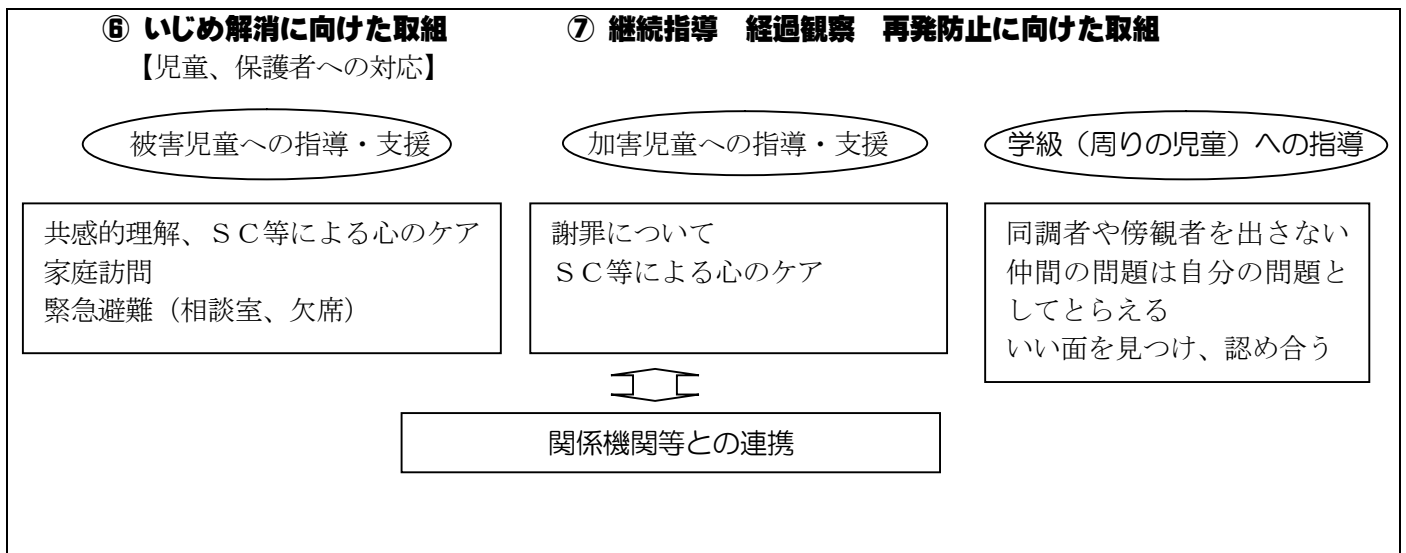 ⑥ いじめ解消に向けた取組
⑦ 継続指導　経過観察　再発防止に向けた取組
【児童、保護者への対応】
被害児童への指導・支援
共感的理解、ＳＣ等による心のケア
家庭訪問
緊急避難（相談室、欠席）
加害児童への指導・支援
謝罪について
ＳＣ等による心のケア
学級（周りの児童）への指導
同調者や傍観者を出さない
仲間の問題は自分の問題と
してとらえる
いい面を見つけ、認め合う
関係機関等との連携